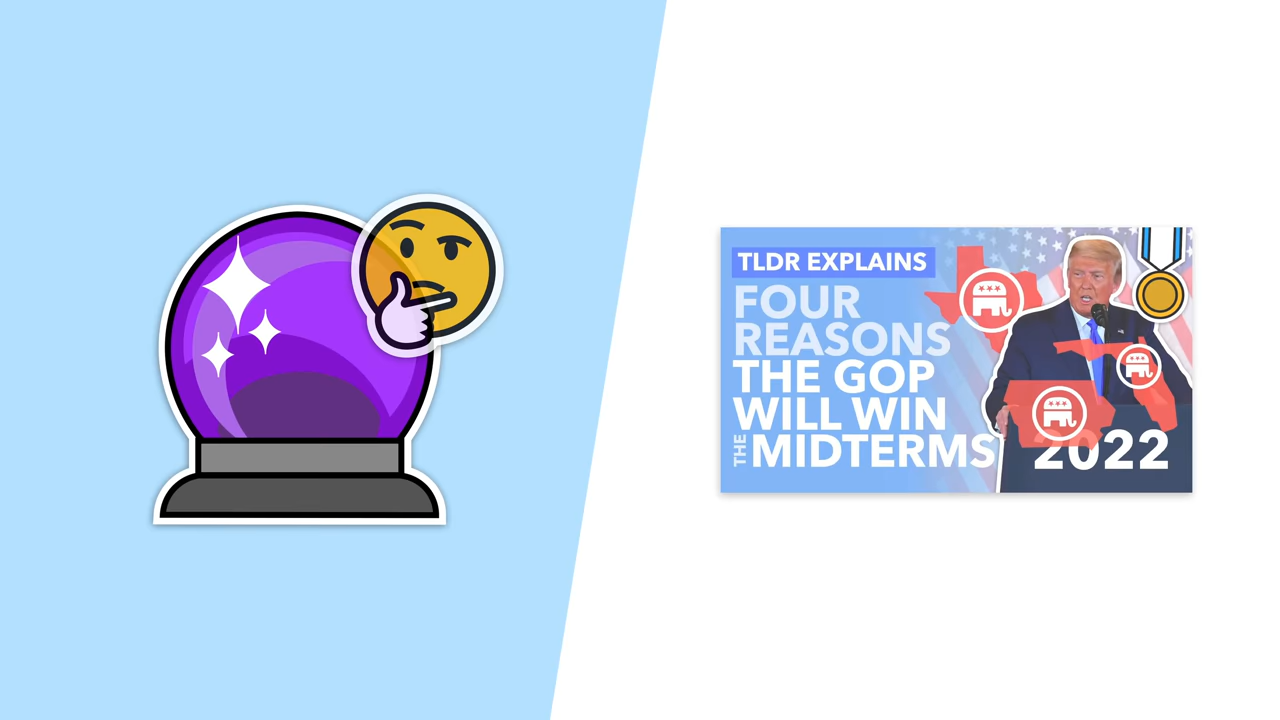 TLDR EXPLAINS
FOUR
REASONS
THE GOP
WILL WIN
THE MIDTERMS
2022